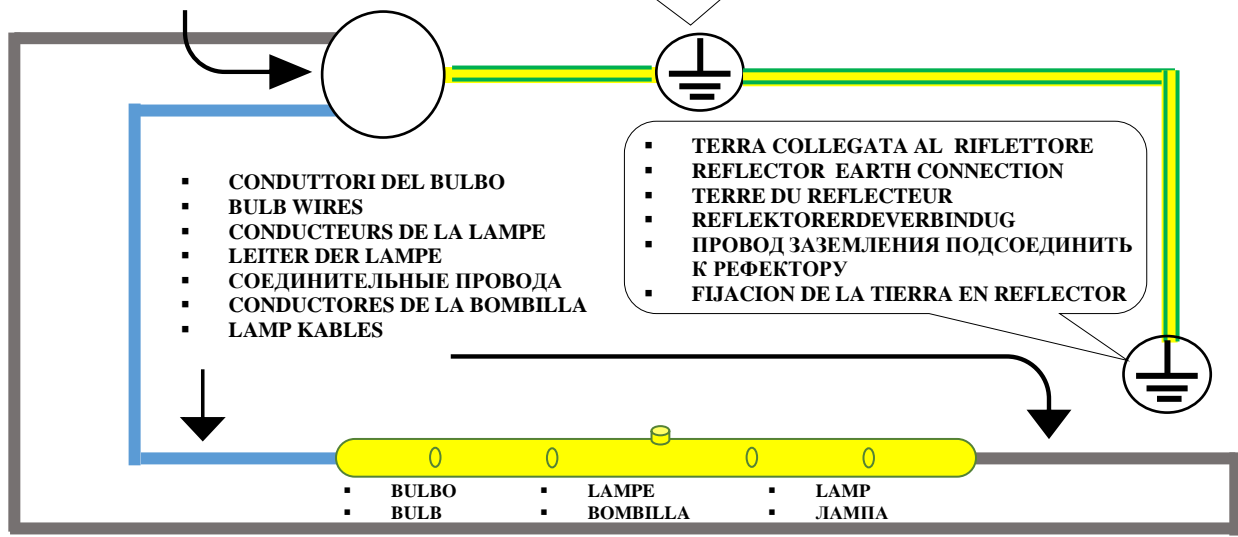 ▪ TERRA COLLEGATA AL RIFLETTORE
▪ REFLECTOR EARTH CONNECTION
▪ TERRE DU REFLECTEUR
▪ REFLEKTORERDEVERBINDUG
▪ ПРОВОД ЗАЗЕМЛЕНИЯ ПОДСОЕДИНИТЬ
К РЕФЕКТОРУ
▪ FIJACION DE LA TIERRA EN REFLECTOR
▪ CONDUTTORI DEL BULBO
▪ BULB WIRES
▪ CONDUCTEURS DE LA LAMPE
▪ LEITER DER LAMPE
▪ СОЕДИНИТЕЛЬНЫЕ ПРОВОДА
▪ CONDUCTORES DE LA BOMBILLA
▪ LAMP KABLES
▪ BULBO ▪ LAMPE ▪ LAMP
▪ BULB ▪ BOMBILLA ▪ ЛАМПА